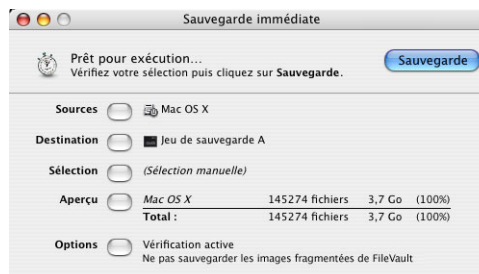 Sauvegarde immédiate
Prêt pour exécution...
Vérifiez votre sélection puis cliquez sur Sauvegarde.
Sauvegarde
Sources Mac OS X
Destination Jeu de sauvegarde A
Sélection (Sélection manuelle)
Aperçu Mac OS X 145274 fichiers 3,7 Go (100%)
Total : 145274 fichiers 3,7 Go (100%)
Options Vérification active
Ne pas sauvegarder les images fragmentées de FileVault